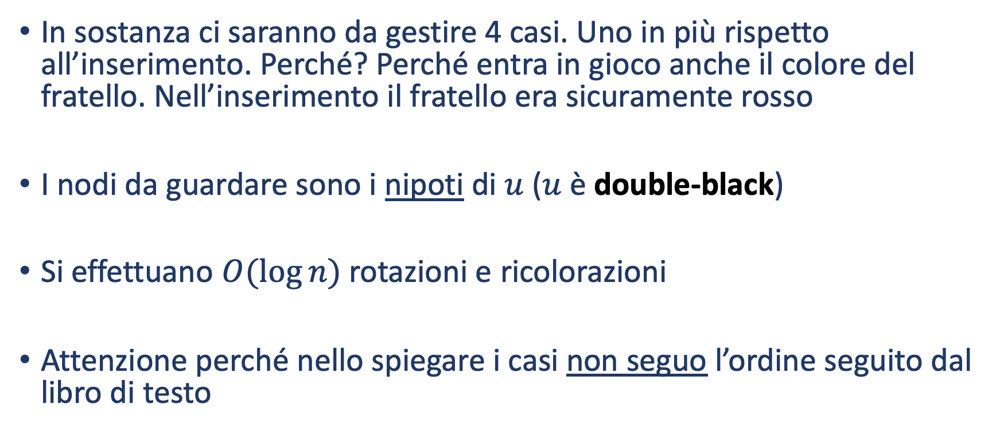 • In sostanza ci saranno da gestire 4 casi. Uno in più rispetto
all’inserimento. Perché? Perché entra in gioco anche il colore del
fratello. Nell’inserimento il fratello era sicuramente rosso
• I nodi da guardare sono i nipoti di u (u è double-black)
• Si effettuano O(log n) rotazioni e ricolorazioni
• Attenzione perché nello spiegare i casi non seguo l’ordine seguito dal
libro di testo